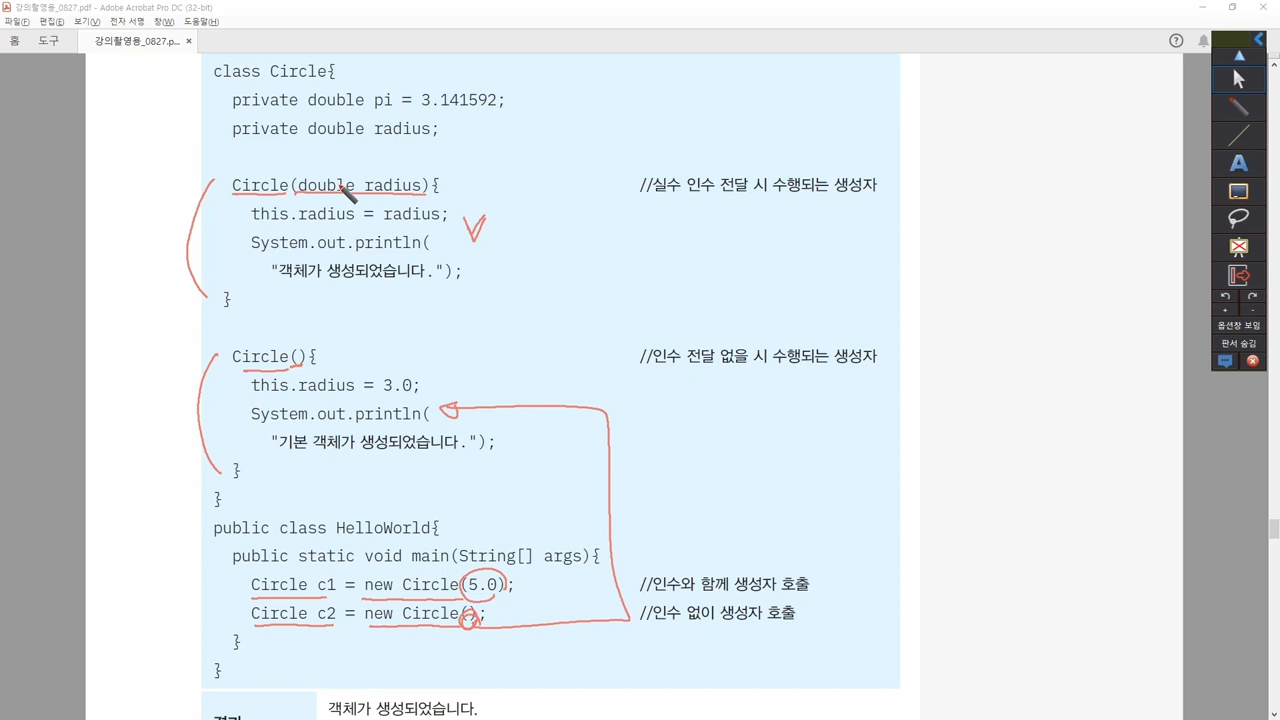 강의촬영용_0827.pdf - Adobe Acrobat Pro DC (32-bit)
파일(F) 편집(E) 보기(V) 전자 서명 창(W) 도움말(H)
홈 도구 강의촬영용_0827.p... ×
class Circle{
private double pi = 3.141592;
private double radius;
Circle(double radius){ //실수 인수 전달 시 수행되는 생성자
this.radius = radius;
System.out.println(
"객체가 생성되었습니다.");
}
Circle(){ //인수 전달 없을 시 수행되는 생성자
this.radius = 3.0;
System.out.println(
"기본 객체가 생성되었습니다.");
}
}
public class HelloWorld{
public static void main(String[] args){
Circle c1 = new Circle(5.0); //인수와 함께 생성자 호출
Circle c2 = new Circle(); //인수 없이 생성자 호출
}
}
객체가 생성되었습니다.
A
+ -
옵션창 보임
판서 숨김